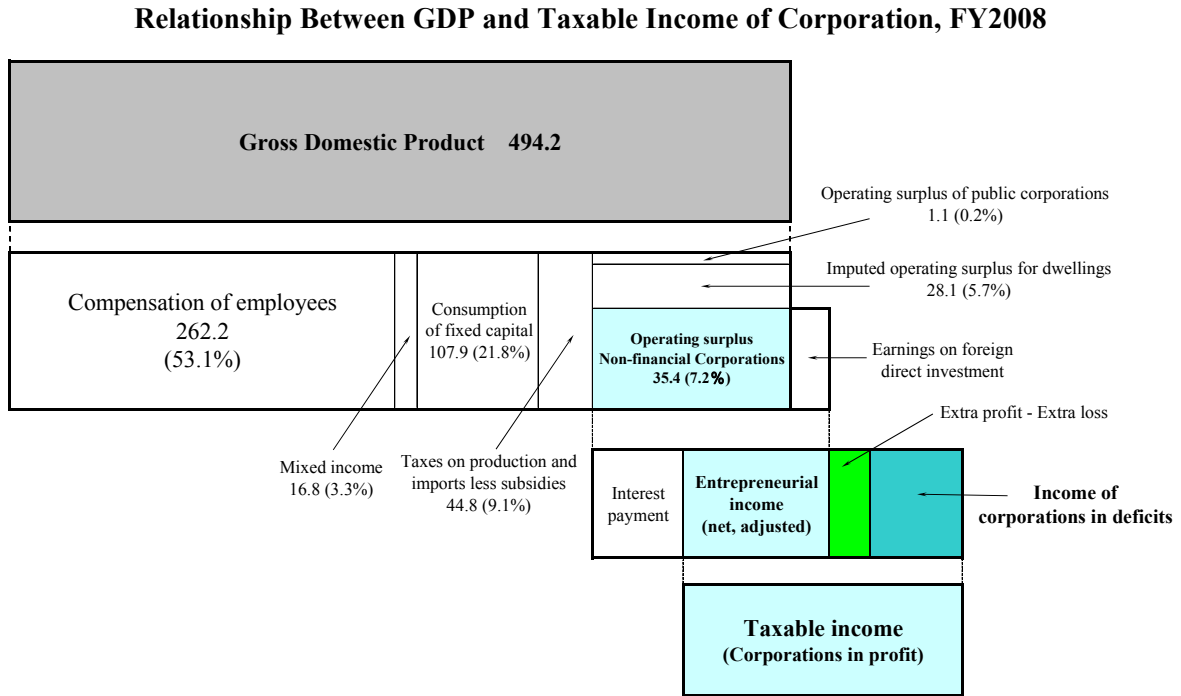 Relationship Between GDP and Taxable Income of Corporation, FY2008
Gross Domestic Product 494.2
Operating surplus of public corporations
1.1 (0.2%)
Imputed operating surplus for dwellings
28.1 (5.7%)
Compensation of employees
262.2
(53.1%)
Consumption
of fixed capital
107.9 (21.8%)
Operating surplus
Non-financial Corporations
35.4 (7.2%)
Earnings on foreign
direct investment
Extra profit - Extra loss
Mixed income
16.8 (3.3%)
Taxes on production and
imports less subsidies
44.8 (9.1%)
Interest
payment
Entrepreneurial
income
(net, adjusted)
Income of
corporations in deficits
Taxable income
(Corporations in profit)